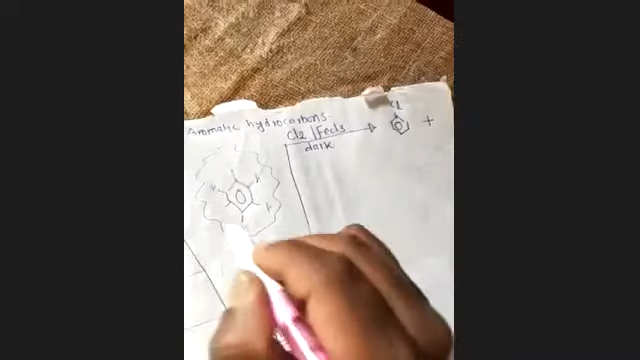 Aromatic hydrocarbons.
Cl2 | FeCl3
dark
Cl
+